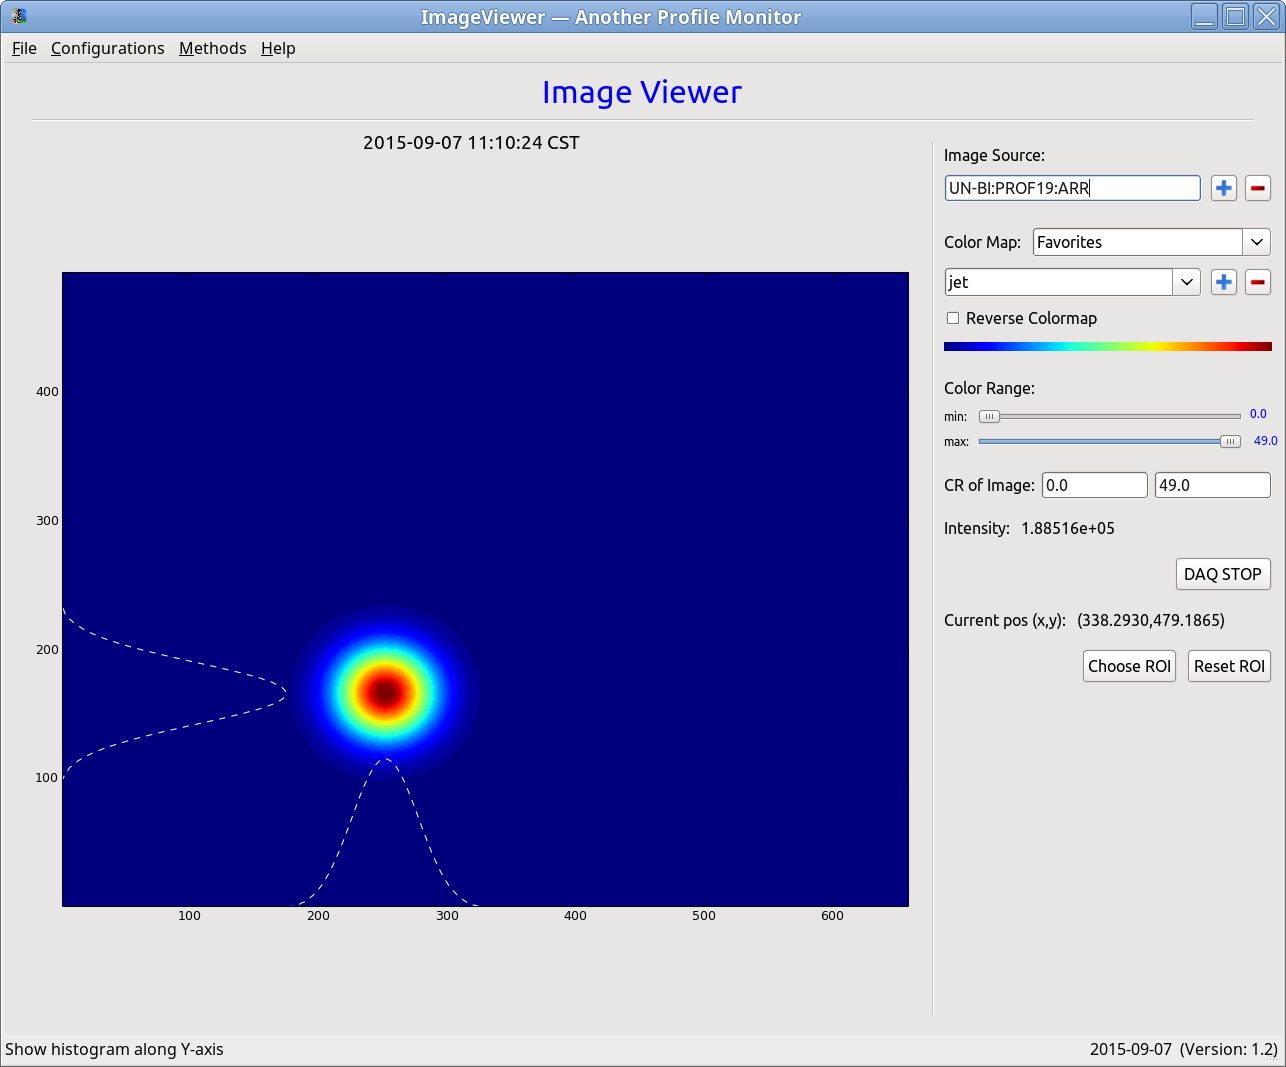 ImageViewer — Another Profile Monitor
File Configurations Methods Help
Image Viewer
2015-09-07 11:10:24 CST
400
300
200
100
100 200 300 400 500 600
Image Source:
UN-BI:PROF19:ARR
Color Map: Favorites
jet
Reverse Colormap
Color Range:
min: 0.0
max: 49.0
CR of Image: 0.0 49.0
Intensity: 1.88516e+05
DAQ STOP
Current pos (x,y): (338.2930,479.1865)
Choose ROI Reset ROI
Show histogram along Y-axis 2015-09-07 (Version: 1.2)